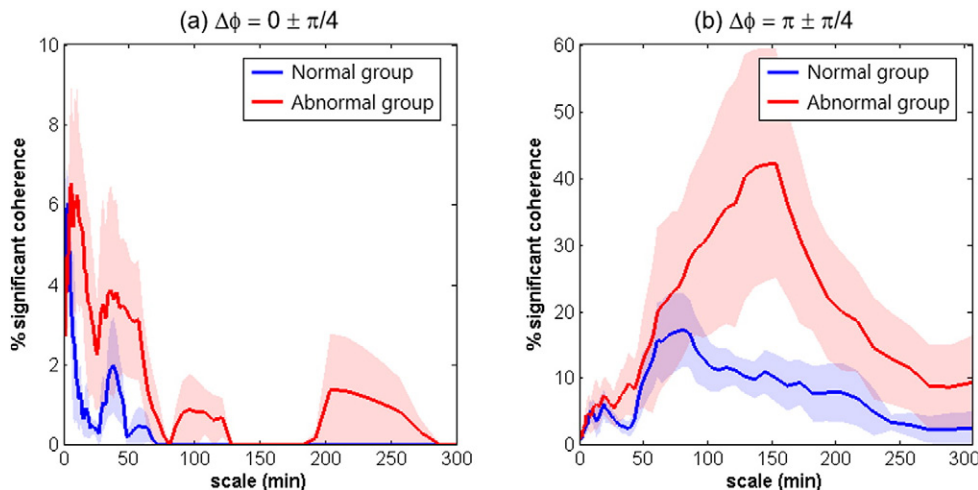 (a) Δϕ = 0 ± π/4
10
8
6
4
2
0
% significant coherence
Normal group
Abnormal group
0 50 100 150 200 250 300
scale (min)
(b) Δϕ = π ± π/4
60
50
40
30
20
10
0
% significant coherence
Normal group
Abnormal group
0 50 100 150 200 250 300
scale (min)